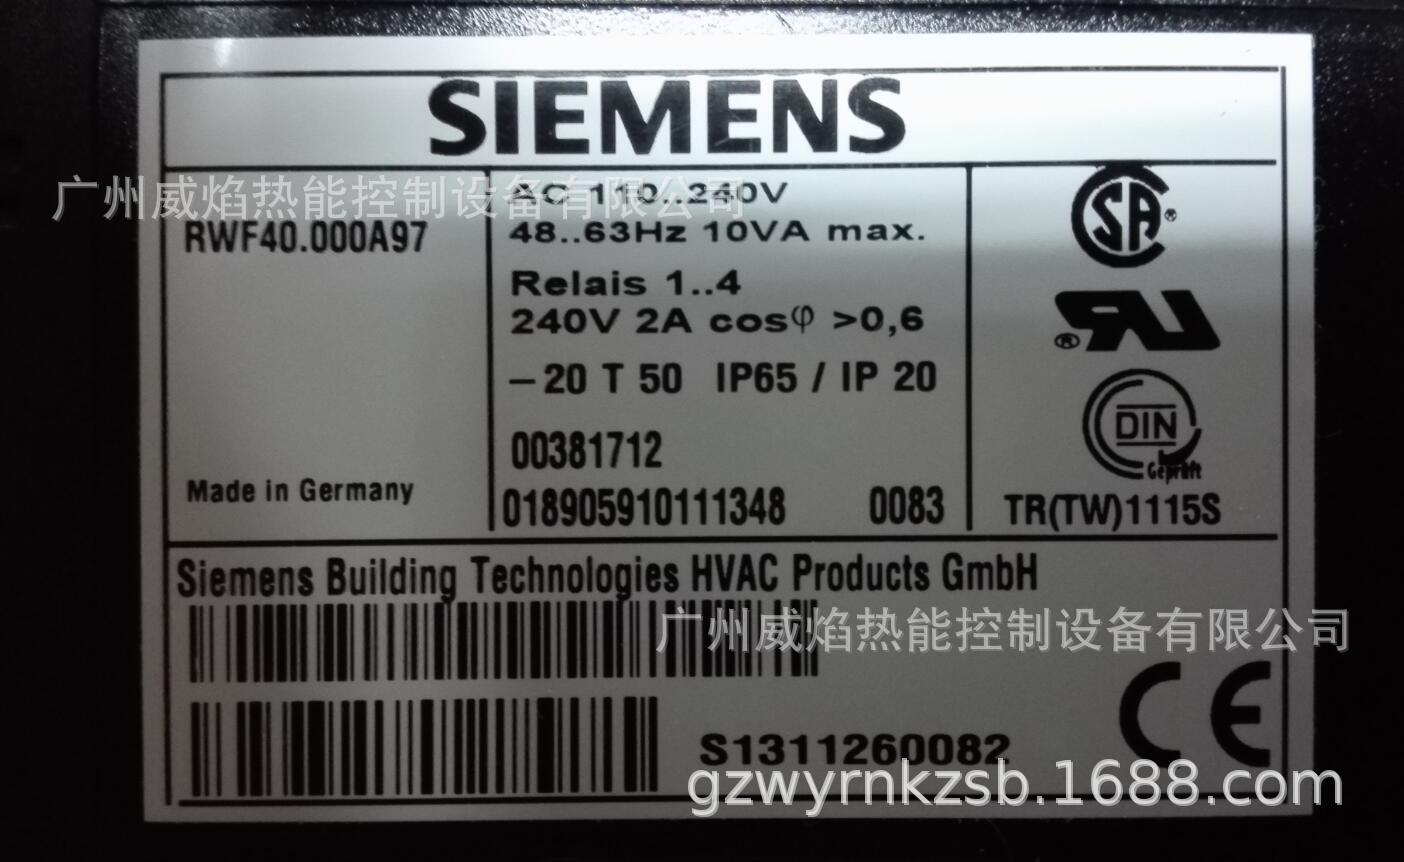 SIEMENS
广州威焰热能控制设备有限公司
RWF40.000A97
Made in Germany
AC 110..240V
48..63Hz 10VA max.
Relais 1..4
240V 2A cosφ >0,6
–20 T 50 IP65 / IP 20
00381712
018905910111348 0083
SA ®
UR ®
DIN
Geprüft
TR(TW)1115S
Siemens Building Technologies HVAC Products GmbH
广州威焰热能控制设备有限公司
CE
S1311260082
gzwyrnkzsb.1688.com